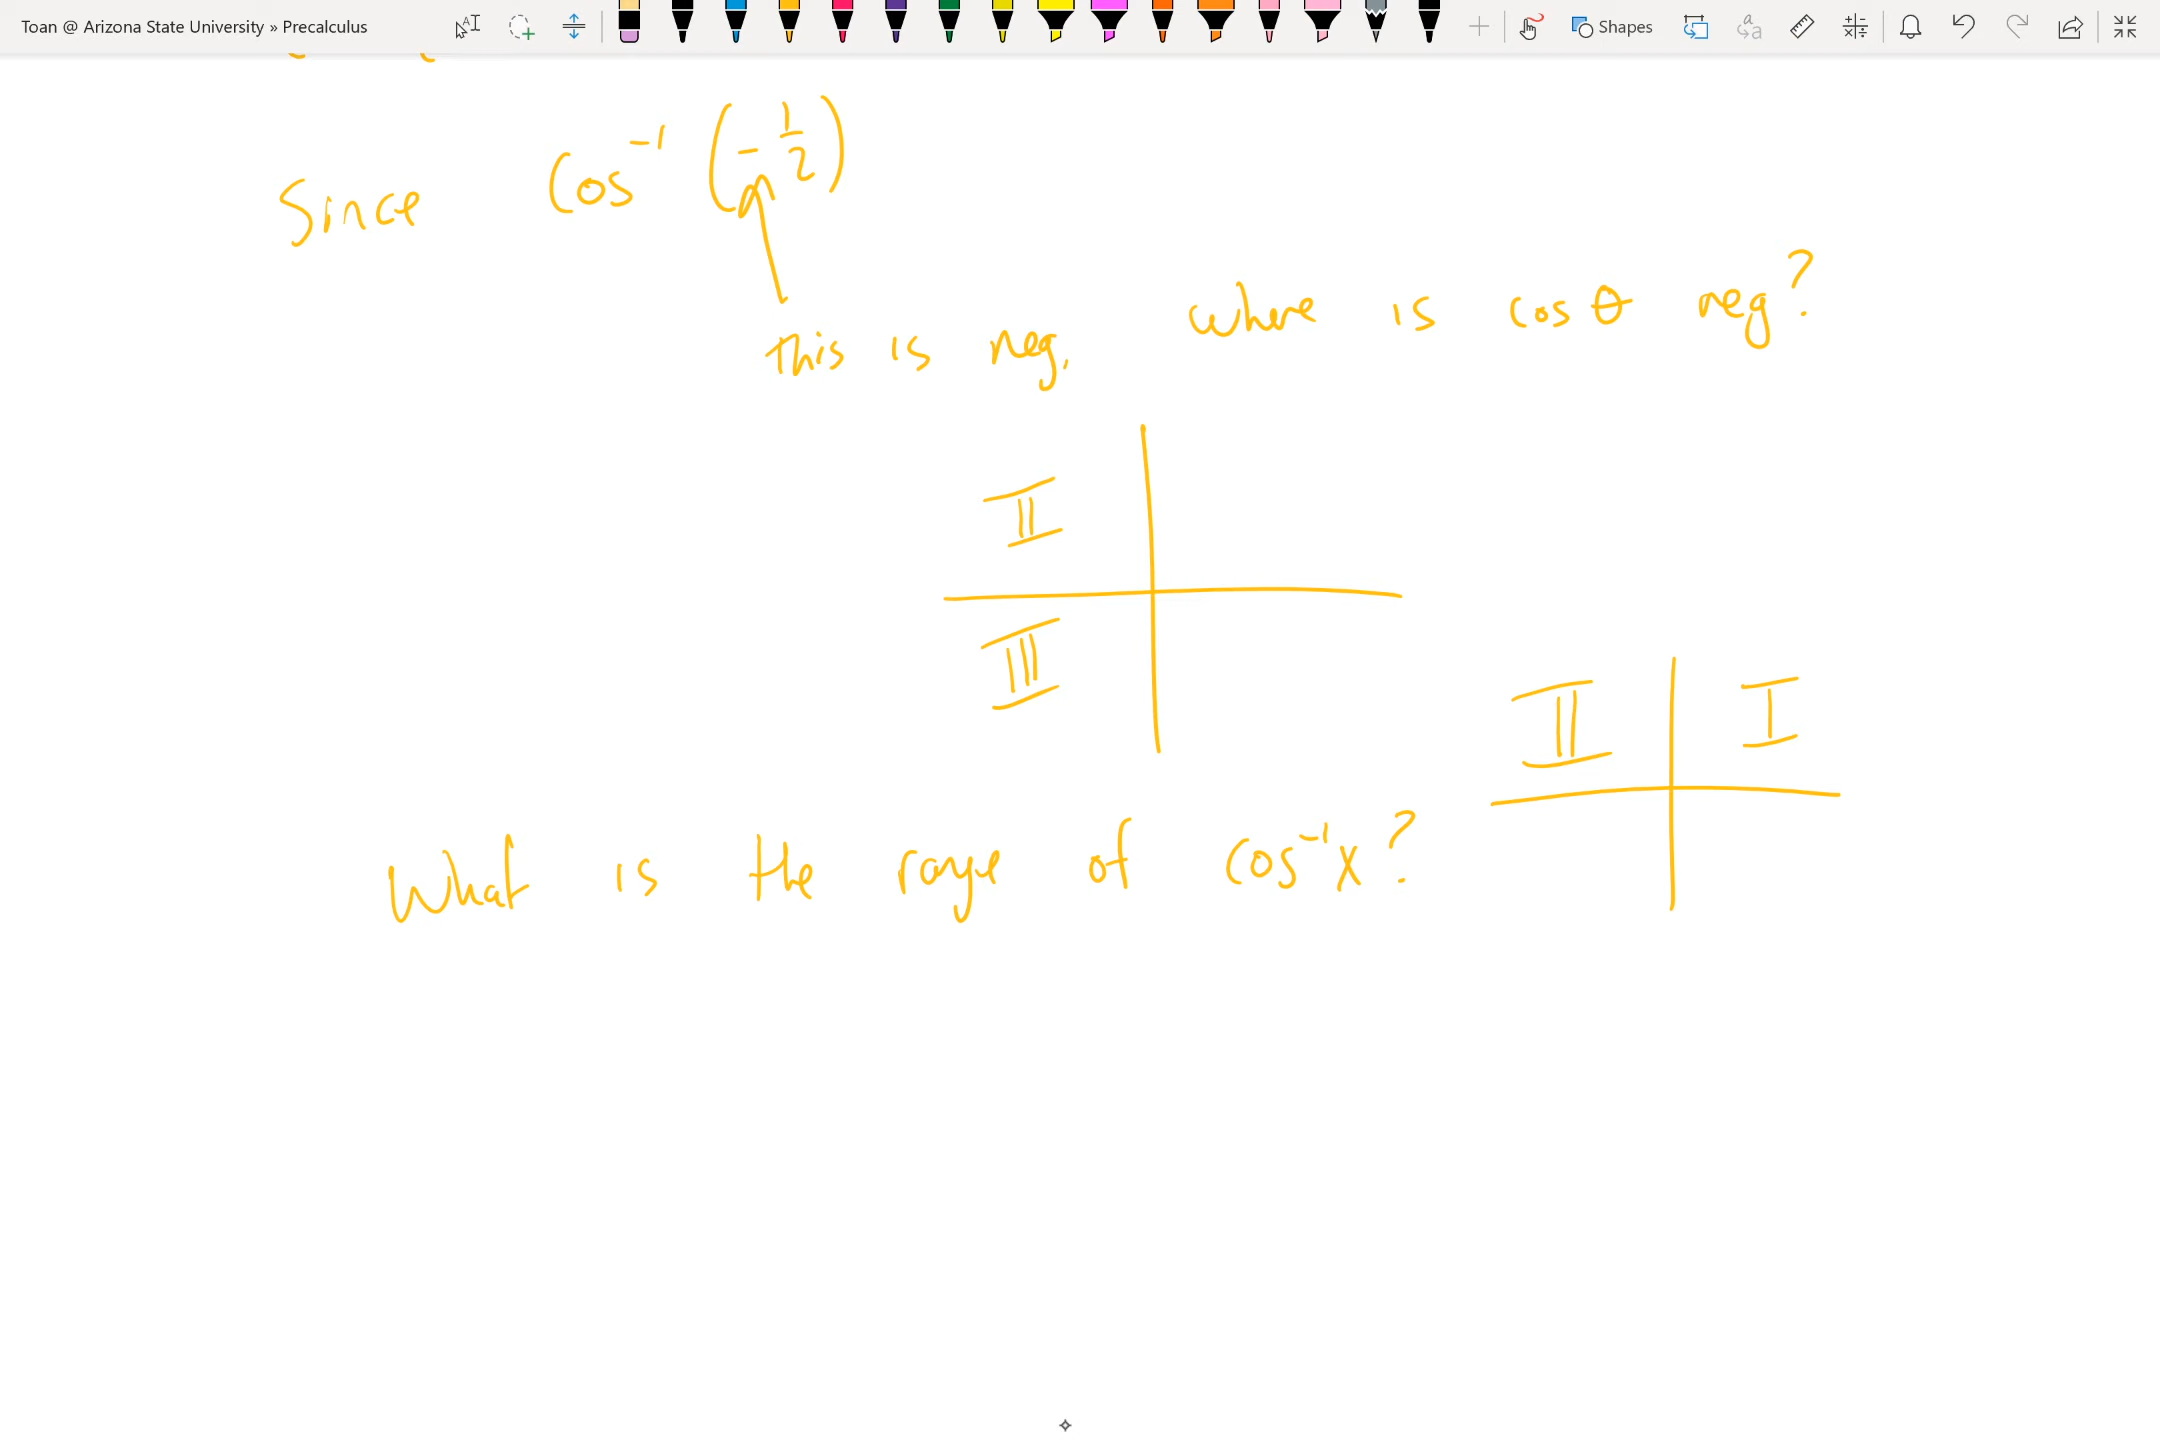 Toan @ Arizona State University » Precalculus
Shapes
Since cos⁻¹ (-1/2)
this is neg. where is cos θ neg?
II
III
II I
What is the range of cos⁻¹x?